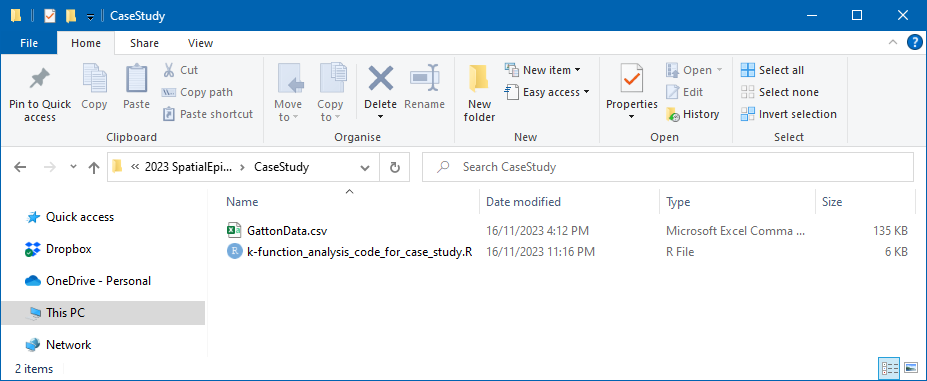 CaseStudy
File Home Share View
Pin to Quick access
Copy
Paste
Cut
Copy path
Paste shortcut
Clipboard
Move to
Copy to
Delete
Rename
Organise
New folder
New item
Easy access
New
Properties
Open
Edit
History
Open
Select all
Select none
Invert selection
Select
« 2023 SpatialEpi... > CaseStudy
Search CaseStudy
Name Date modified Type Size
GattonData.csv 16/11/2023 4:12 PM Microsoft Excel Comma ... 135 KB
R k-function_analysis_code_for_case_study.R 16/11/2023 11:16 PM R File 6 KB
Quick access
Dropbox
OneDrive - Personal
This PC
Network
2 items